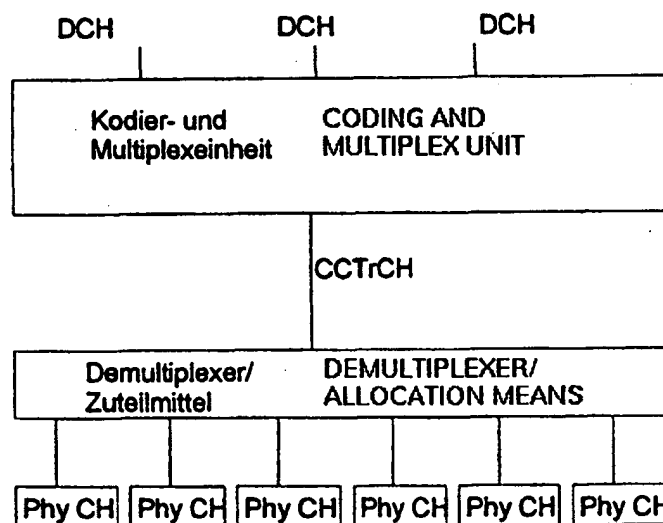 DCH DCH DCH
Kodier- und CODING AND
Multiplexeinheit MULTIPLEX UNIT
CCTrCH
Demultiplexer/ DEMULTIPLEXER/
Zuteilmittel ALLOCATION MEANS
Phy CH Phy CH Phy CH Phy CH Phy CH Phy CH